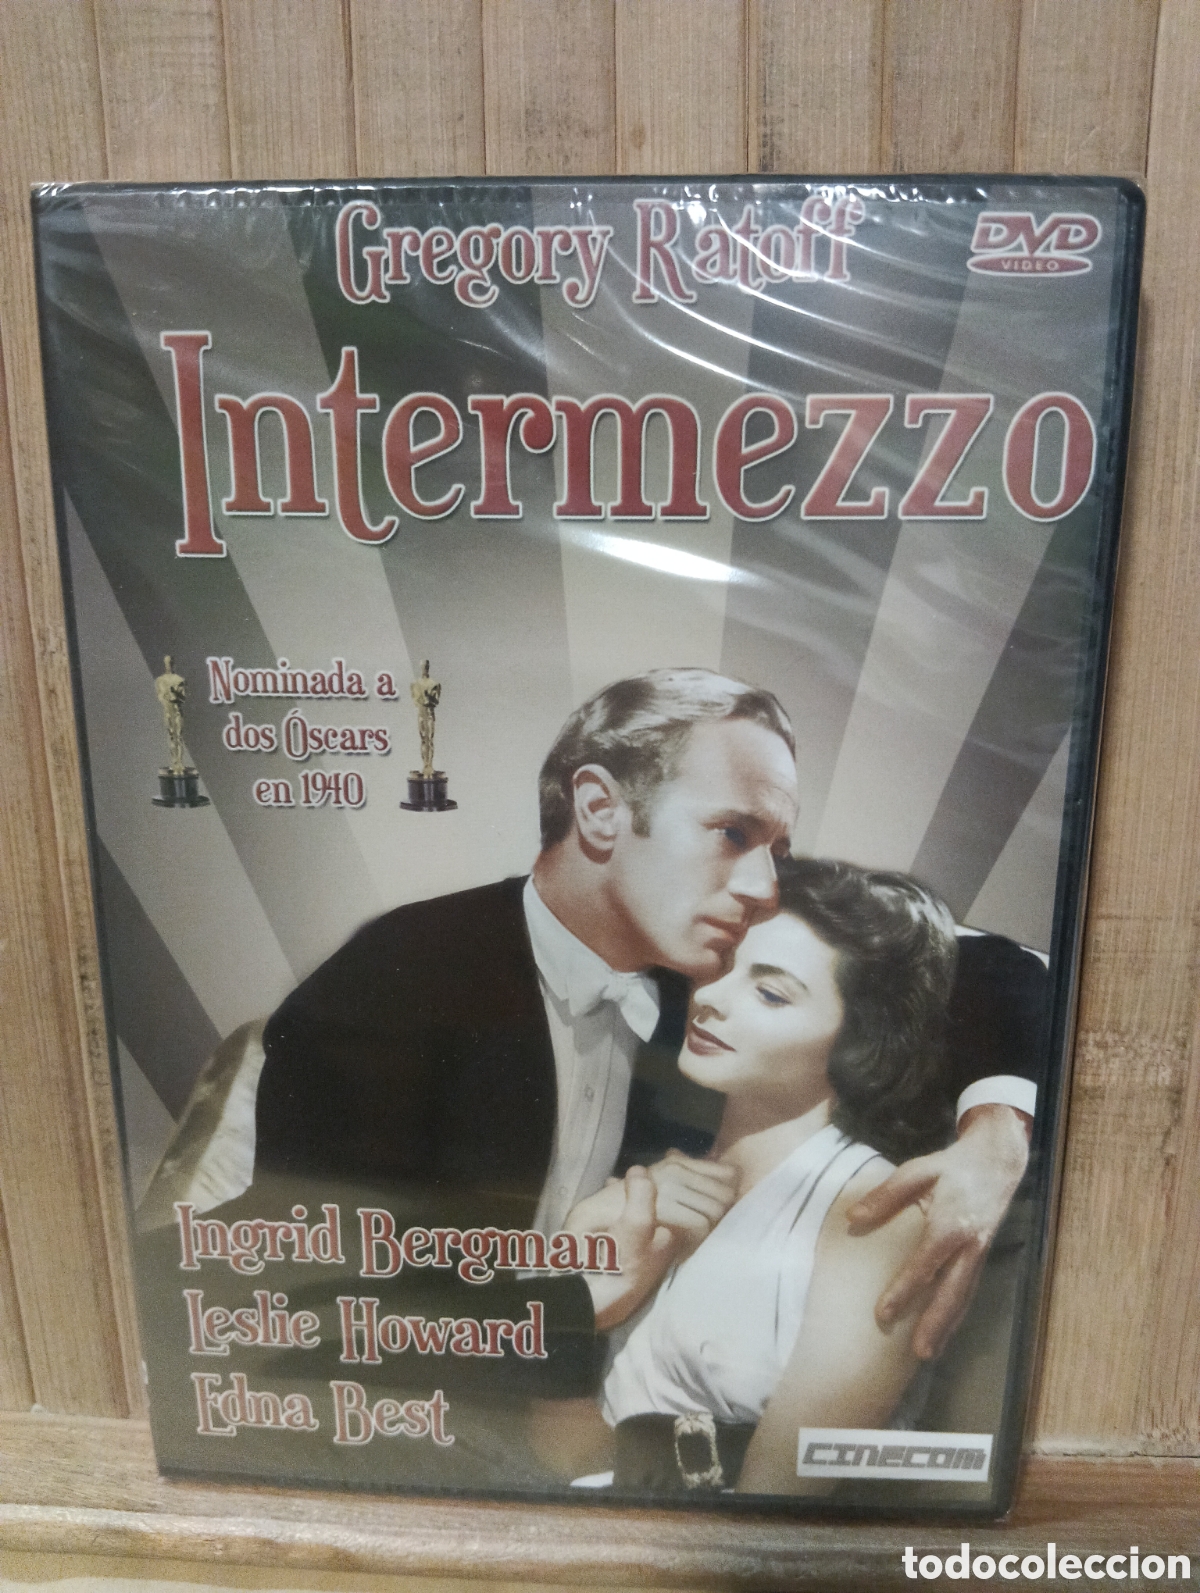 Gregory Ratoff
DVD
VIDEO
Intermezzo
Nominada a
dos Óscars
en 1940
Ingrid Bergman
Leslie Howard
Edna Best
CINECOM
todocoleccion